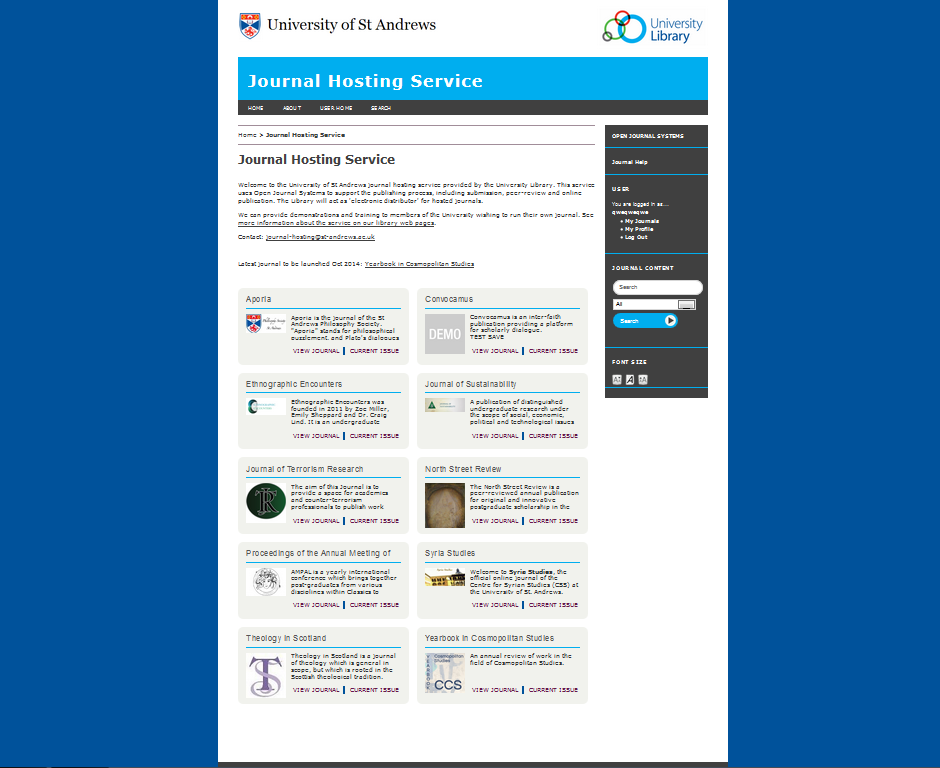 University of St Andrews
University
Library
Journal Hosting Service
HOME ABOUT USER HOME SEARCH
Home > Journal Hosting Service
Journal Hosting Service
Welcome to the University of St Andrews journal hosting service provided by the University Library. This service
uses Open Journal Systems to support the publishing process, including submission, peer-review and online
publication. The Library will act as 'electronic distributor' for hosted journals.
We can provide demonstrations and training to members of the University wishing to run their own journal. See
more information about the service on our library web pages.
Contact: journal-hosting@st-andrews.ac.uk
Latest journal to be launched Oct 2014: Yearbook in Cosmopolitan Studies
Aporia
Aporia is the journal of the St
Andrews Philosophy Society.
"Aporia" stands for philosophical
puzzlement, and Plato's dialogues
VIEW JOURNAL | CURRENT ISSUE
Convocamus
DEMO
Convocamus is an inter-faith
publication providing a platform
for scholarly dialogue.
TEST SAVE
VIEW JOURNAL | CURRENT ISSUE
Ethnographic Encounters
Ethnographic Encounters was
founded in 2011 by Zoe Miller,
Emily Sheppard and Dr. Craig
Lind. It is an undergraduate
VIEW JOURNAL | CURRENT ISSUE
Journal of Sustainability
A publication of distinguished
undergraduate research under
the scope of social, economic,
political and technological issues
VIEW JOURNAL | CURRENT ISSUE
Journal of Terrorism Research
The aim of this Journal is to
provide a space for academics
and counter-terrorism
professionals to publish work
VIEW JOURNAL | CURRENT ISSUE
North Street Review
The North Street Review is a
peer-reviewed annual publication
for original and innovative
postgraduate scholarship in the
VIEW JOURNAL | CURRENT ISSUE
Proceedings of the Annual Meeting of
AMPAL is a yearly international
conference which brings together
post-graduates from various
disciplines within Classics to
VIEW JOURNAL | CURRENT ISSUE
Syria Studies
Welcome to Syria Studies, the
official online journal of the
Centre for Syrian Studies (CSS) at
the University of St. Andrews.
VIEW JOURNAL | CURRENT ISSUE
Theology in Scotland
Theology in Scotland is a journal
of theology which is general in
scope, but which is rooted in the
Scottish theological tradition.
VIEW JOURNAL | CURRENT ISSUE
Yearbook in Cosmopolitan Studies
Cosmopolitan
Studies
YEARBOOK
CCS
An annual review of work in the
field of Cosmopolitan Studies.
VIEW JOURNAL | CURRENT ISSUE
OPEN JOURNAL SYSTEMS
Journal Help
USER
You are logged in as...
qweqweqwe
• My Journals
• My Profile
• Log Out
JOURNAL CONTENT
Search
All
Search
FONT SIZE